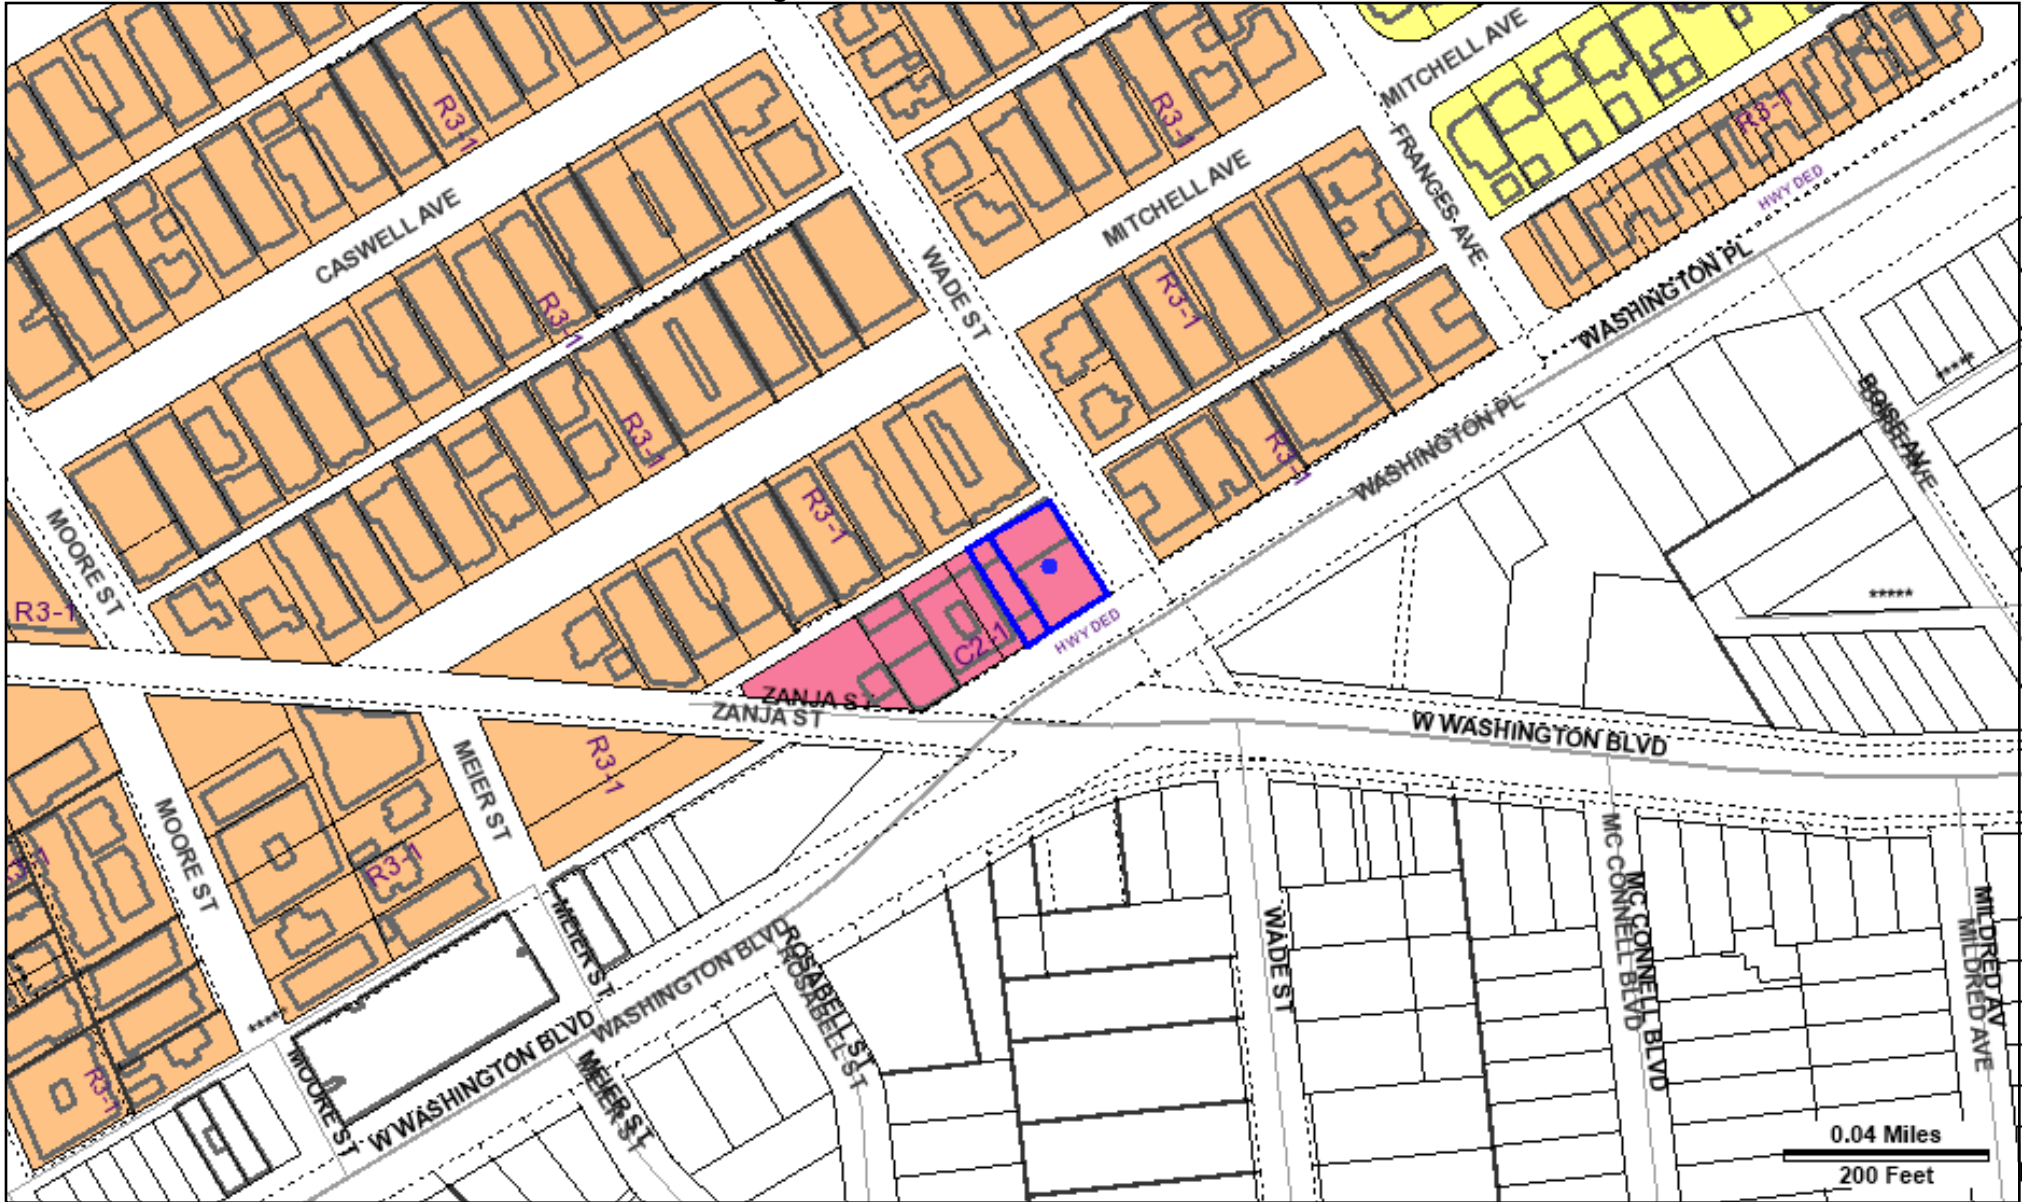 MITCHELL AVE
R3-1
R3-1
R3-1
HWY DED
FRANCES AVE
CASWELL AVE
MITCHELL AVE
WADE ST
WASHINGTON PL
R3-1
R3-1
*****
BOISE AVE
WASHINGTON PL
R3-1
R3-1
R3-1
MOORE ST
*****
R3-1
HWY DED
C2-1
ZANJA ST
ZANJA ST
W WASHINGTON BLVD
R3-1
MEIER ST
MOORE ST
R3-1
MC CONNELL BLVD
MC CONNELL BLVD
MEIER ST
WADE ST
MILDRED AV
MILDRED AVE
WASHINGTON BLVD
ROSABELL ST
ROSABELL ST
*****
W WASHINGTON BLVD
MOORE ST
MEIER ST
MEIER ST
R3-1
0.04 Miles
200 Feet